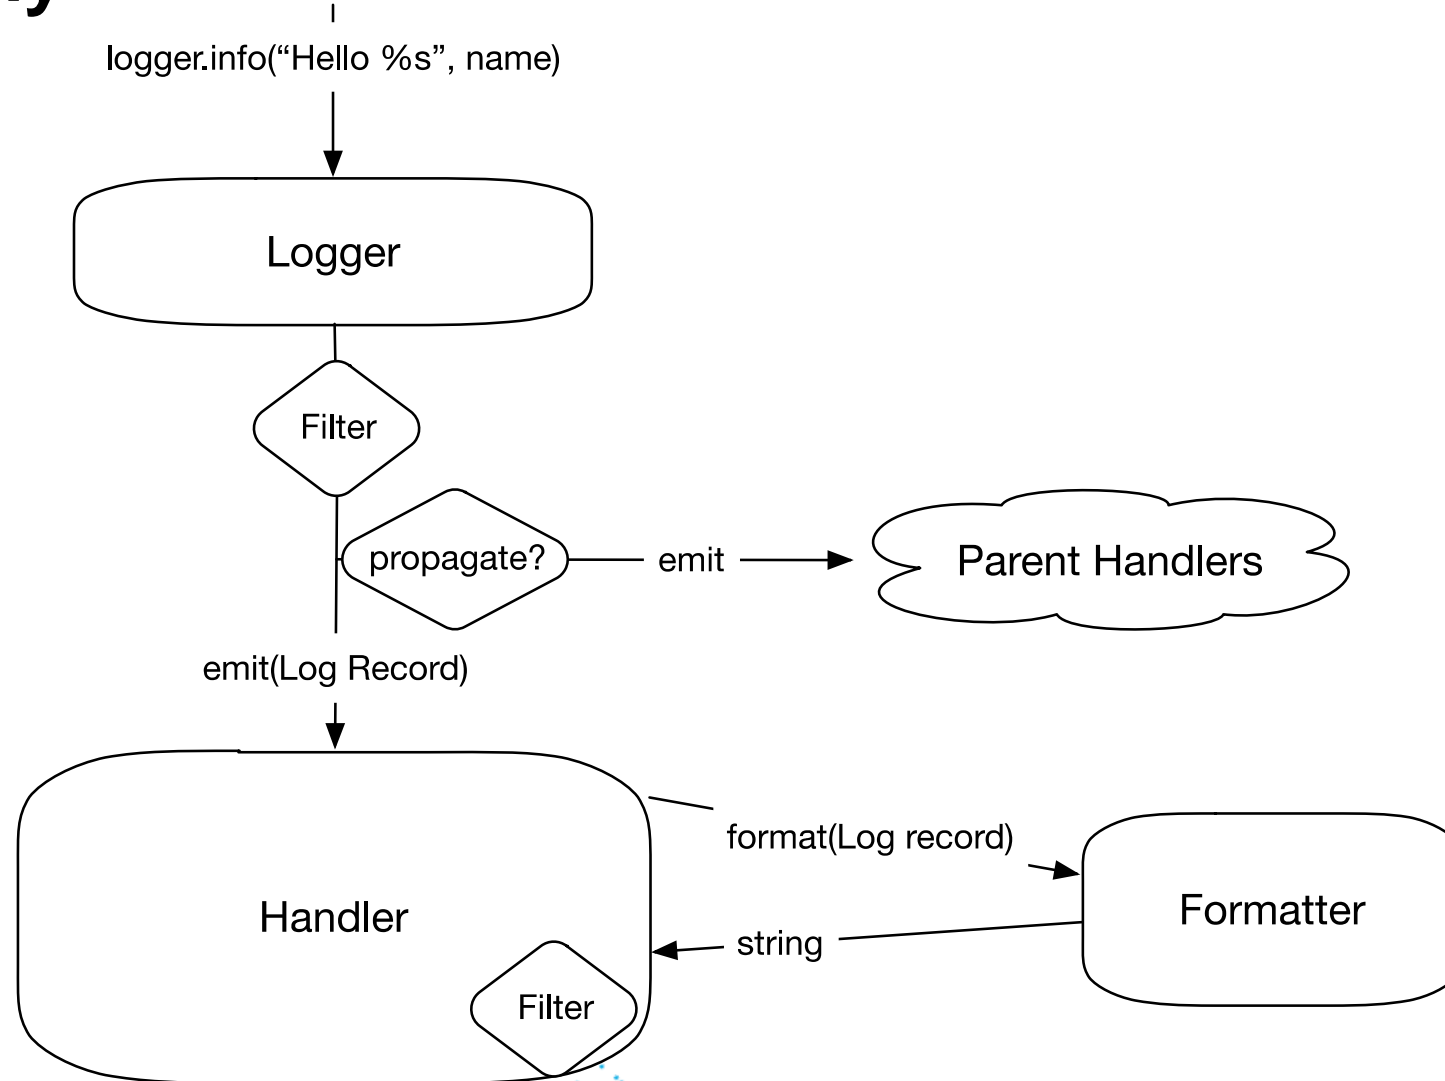 logger.info(“Hello %s”, name)
Logger
Filter
propagate?
emit
Parent Handlers
emit(Log Record)
format(Log record)
Handler
Formatter
string
Filter